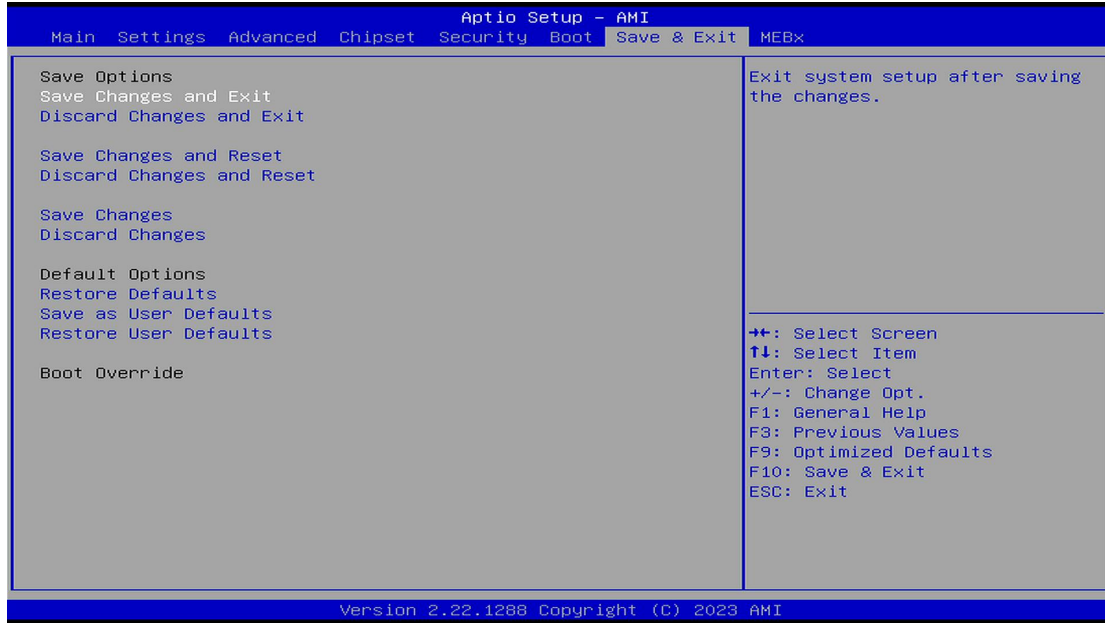 Aptio Setup – AMI
Main Settings Advanced Chipset Security Boot Save & Exit MEBx
Save Options
Save Changes and Exit
Discard Changes and Exit
Save Changes and Reset
Discard Changes and Reset
Save Changes
Discard Changes
Default Options
Restore Defaults
Save as User Defaults
Restore User Defaults
Boot Override
Exit system setup after saving
the changes.
→←: Select Screen
↑↓: Select Item
Enter: Select
+/-: Change Opt.
F1: General Help
F3: Previous Values
F9: Optimized Defaults
F10: Save & Exit
ESC: Exit
Version 2.22.1288 Copyright (C) 2023 AMI